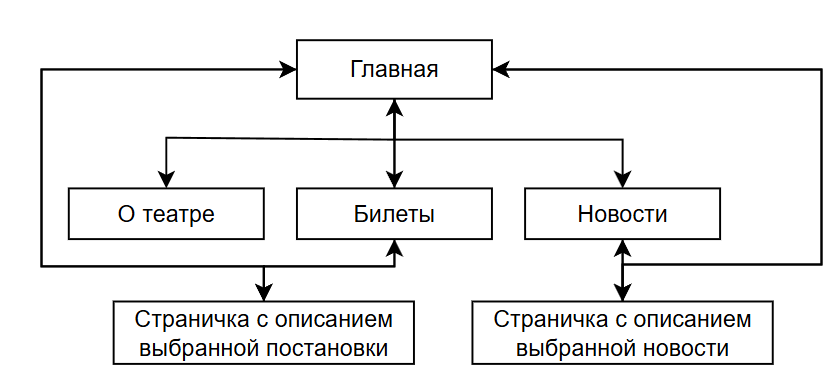 Главная
О театре
Билеты
Новости
Страничка с описанием
выбранной постановки
Страничка с описанием
выбранной новости